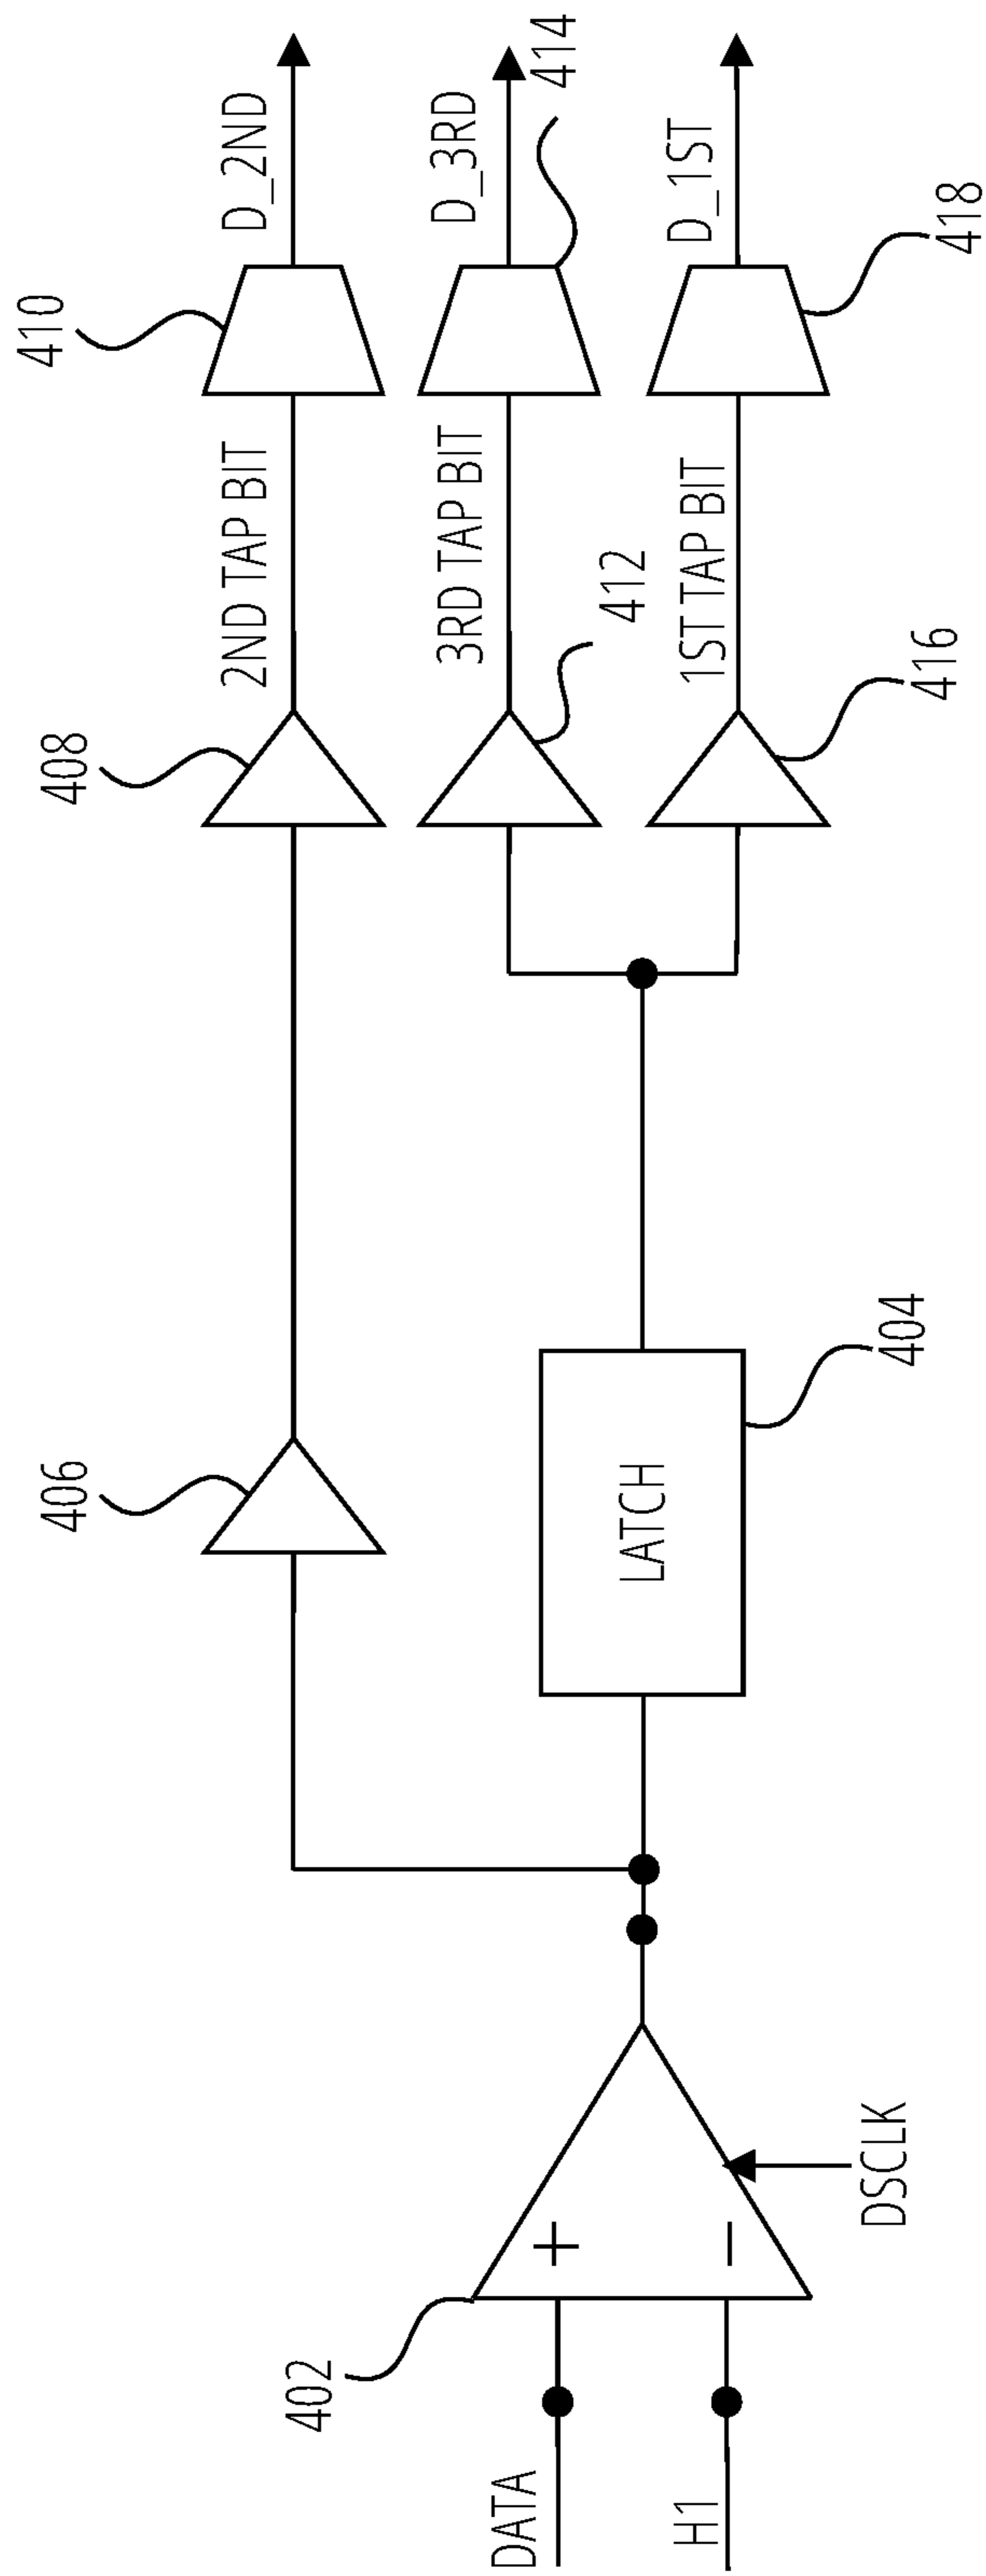 410
D_2ND
408
2ND TAP BIT
406
D_3RD
414
3RD TAP BIT
412
D_1ST
418
1ST TAP BIT
416
LATCH
404
402
+
−
DATA
H1
DSCLK